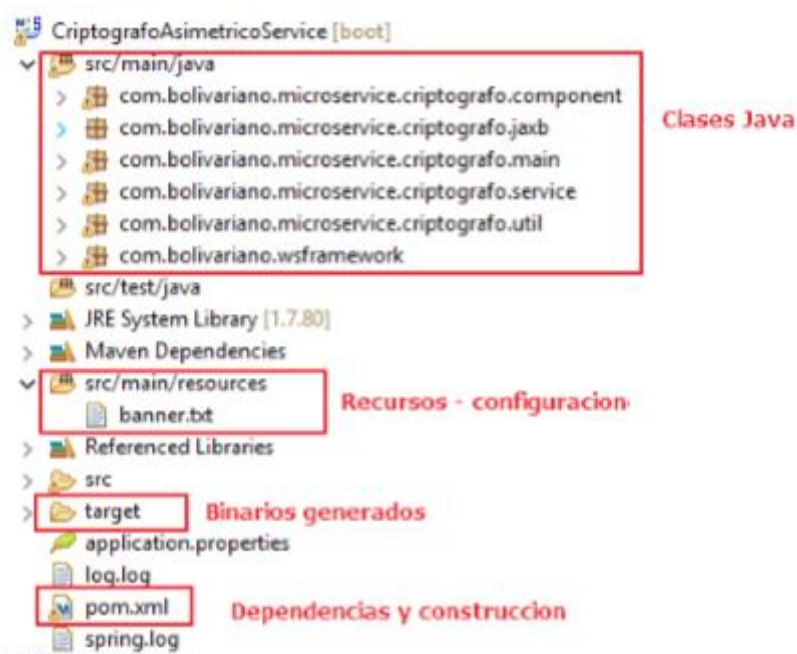 CriptografoAsimetricoService [boot]
src/main/java
com.bolivariano.microservice.criptografo.component
Clases Java
com.bolivariano.microservice.criptografo.jaxb
com.bolivariano.microservice.criptografo.main
com.bolivariano.microservice.criptografo.service
com.bolivariano.microservice.criptografo.util
com.bolivariano.wsframework
src/test/java
JRE System Library [1.7.80]
Maven Dependencies
src/main/resources
Recursos - configuracion
banner.txt
Referenced Libraries
src
target Binarios generados
application.properties
log.log
pom.xml Dependencias y construccion
spring.log